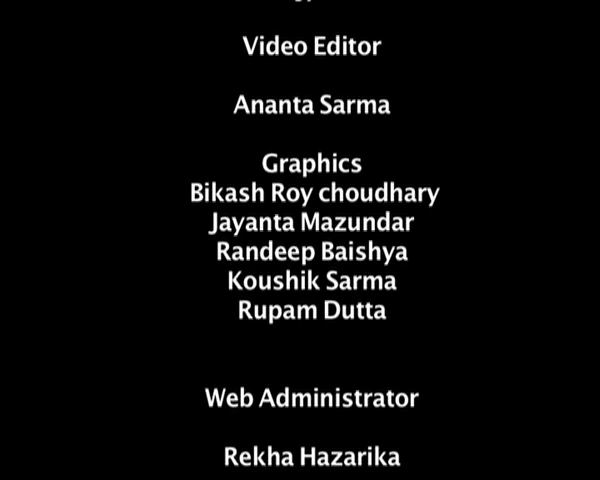 Video Editor
Ananta Sarma
Graphics
Bikash Roy choudhary
Jayanta Mazundar
Randeep Baishya
Koushik Sarma
Rupam Dutta
Web Administrator
Rekha Hazarika